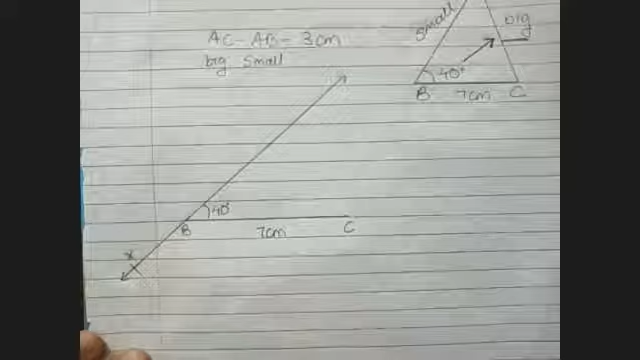 AC - AB - 3cm
big small
small
big
40°
B 7cm C
40°
B
7cm
C
x